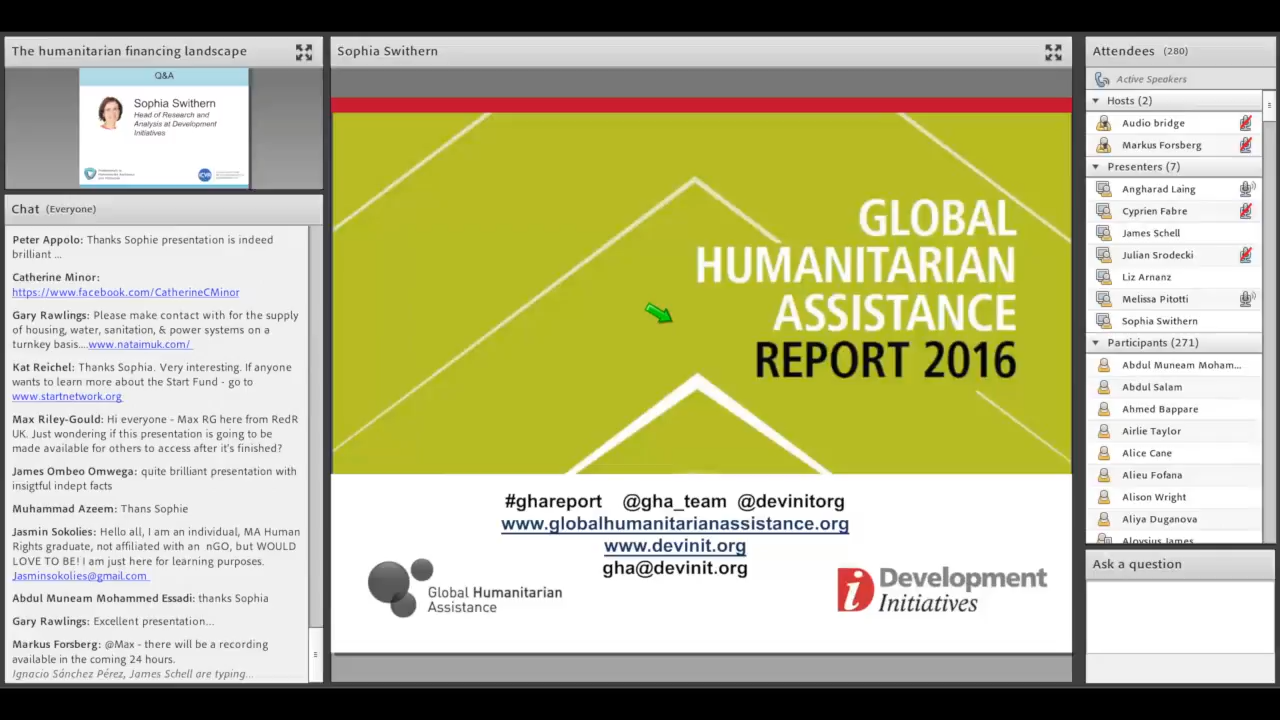 The humanitarian financing landscape
Q&A
Sophia Swithern
Head of Research and
Analysis at Development
Initiatives
Chat (Everyone)
Peter Appolo: Thanks Sophie presentation is indeed
brilliant ...
Catherine Minor:
https://www.facebook.com/CatherineCMinor
Gary Rawlings: Please make contact with for the supply
of housing, water, sanitation, & power systems on a
turnkey basis....www.nataimuk.com/
Kat Reichel: Thanks Sophia. Very interesting. If anyone
wants to learn more about the Start Fund - go to
www.startnetwork.org
Max Riley-Gould: Hi everyone - Max RG here from RedR
UK. Just wondering if this presentation is going to be
made available for others to access after it's finished?
James Ombeo Omwega: quite brilliant presentation with
insigtful indept facts
Muhammad Azeem: Thans Sophie
Jasmin Sokolies: Hello all, I am an individual, MA Human
Rights graduate, not affiliated with an nGO, but WOULD
LOVE TO BE! I am just here for learning purposes.
Jasminsokolies@gmail.com
Abdul Muneam Mohammed Essadi: thanks Sophia
Gary Rawlings: Excellent presentation...
Markus Forsberg: @Max - there will be a recording
available in the coming 24 hours.
Ignacio Sánchez Pérez, James Schell are typing...
Sophia Swithern
GLOBAL
HUMANITARIAN
ASSISTANCE
REPORT 2016
#ghareport @gha_team @devinitorg
www.globalhumanitarianassistance.org
www.devinit.org
gha@devinit.org
Global Humanitarian
Assistance
Development
Initiatives
Attendees (280)
Active Speakers
Hosts (2)
Audio bridge
Markus Forsberg
Presenters (7)
Angharad Laing
Cyprien Fabre
James Schell
Julian Srodecki
Liz Arnanz
Melissa Pitotti
Sophia Swithern
Participants (271)
Abdul Muneam Moham...
Abdul Salam
Ahmed Bappare
Airlie Taylor
Alice Cane
Alieu Fofana
Alison Wright
Aliya Duganova
Aloysius James
Ask a question